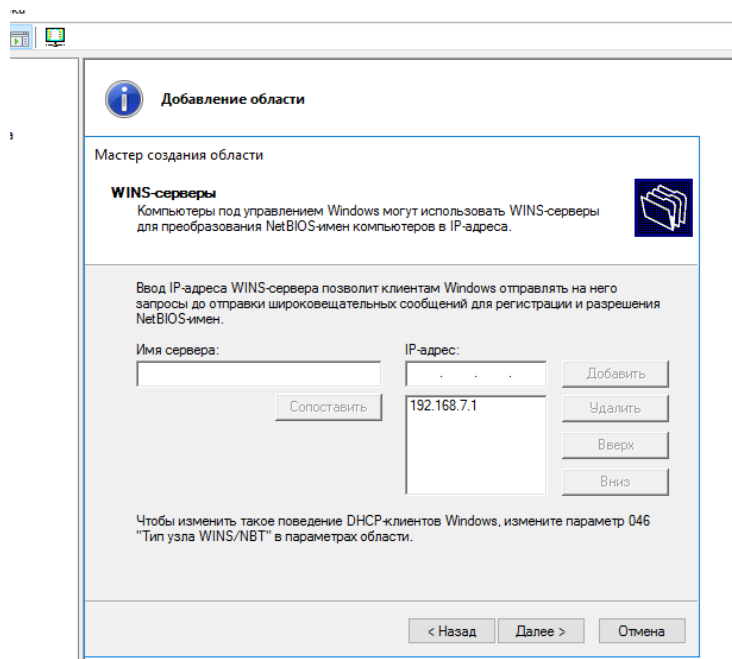 Добавление области
Мастер создания области
WINS-серверы
Компьютеры под управлением Windows могут использовать WINS-серверы
для преобразования NetBIOS-имен компьютеров в IP-адреса.
Ввод IP-адреса WINS-сервера позволит клиентам Windows отправлять на него
запросы до отправки широковещательных сообщений для регистрации и разрешения
NetBIOS-имен.
Имя сервера:
IP-адрес:
. . .
Добавить
Сопоставить
192.168.7.1
Удалить
Вверх
Вниз
Чтобы изменить такое поведение DHCP-клиентов Windows, измените параметр 046
"Тип узла WINS/NBT" в параметрах области.
< Назад
Далее >
Отмена